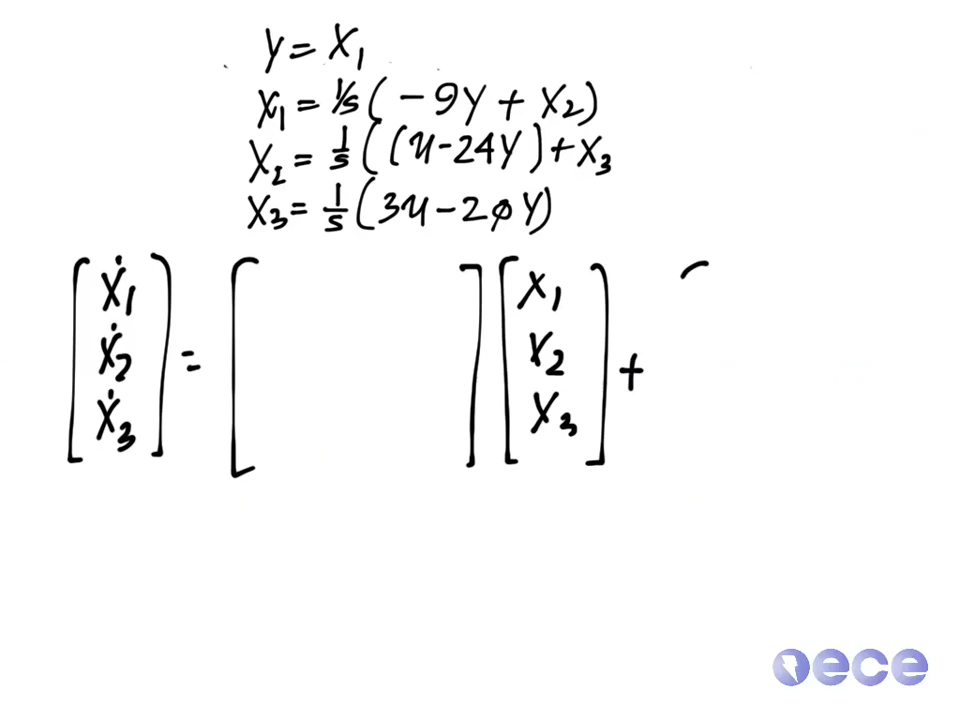 Y = X1
X1 = 1/s ( - 9Y + X2 )
X2 = 1/s ( (u - 24Y ) + X3
X3 = 1/s ( 3u - 20Y )
[ Ẋ1 Ẋ2 Ẋ3 ] = [ ] [ X1 X2 X3 ] +
ece